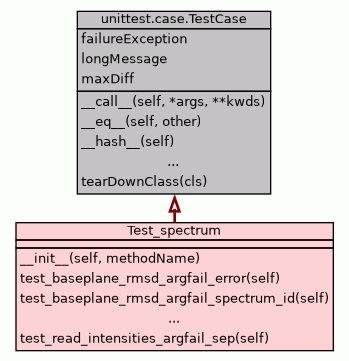 unittest.case.TestCase
failureException
longMessage
maxDiff
__call__(self, *args, **kwds)
__eq__(self, other)
__hash__(self)
...
tearDownClass(cls)
Test_spectrum
__init__(self, methodName)
test_baseplane_rmsd_argfail_error(self)
test_baseplane_rmsd_argfail_spectrum_id(self)
...
test_read_intensities_argfail_sep(self)